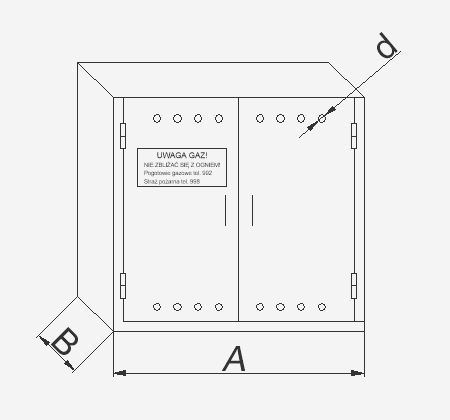 d
UWAGA GAZ!
NIE ZBLIŻAĆ SIĘ Z OGNIEM!
Pogotowie gazowe tel. 992
Straż pożarna tel. 998
B
A